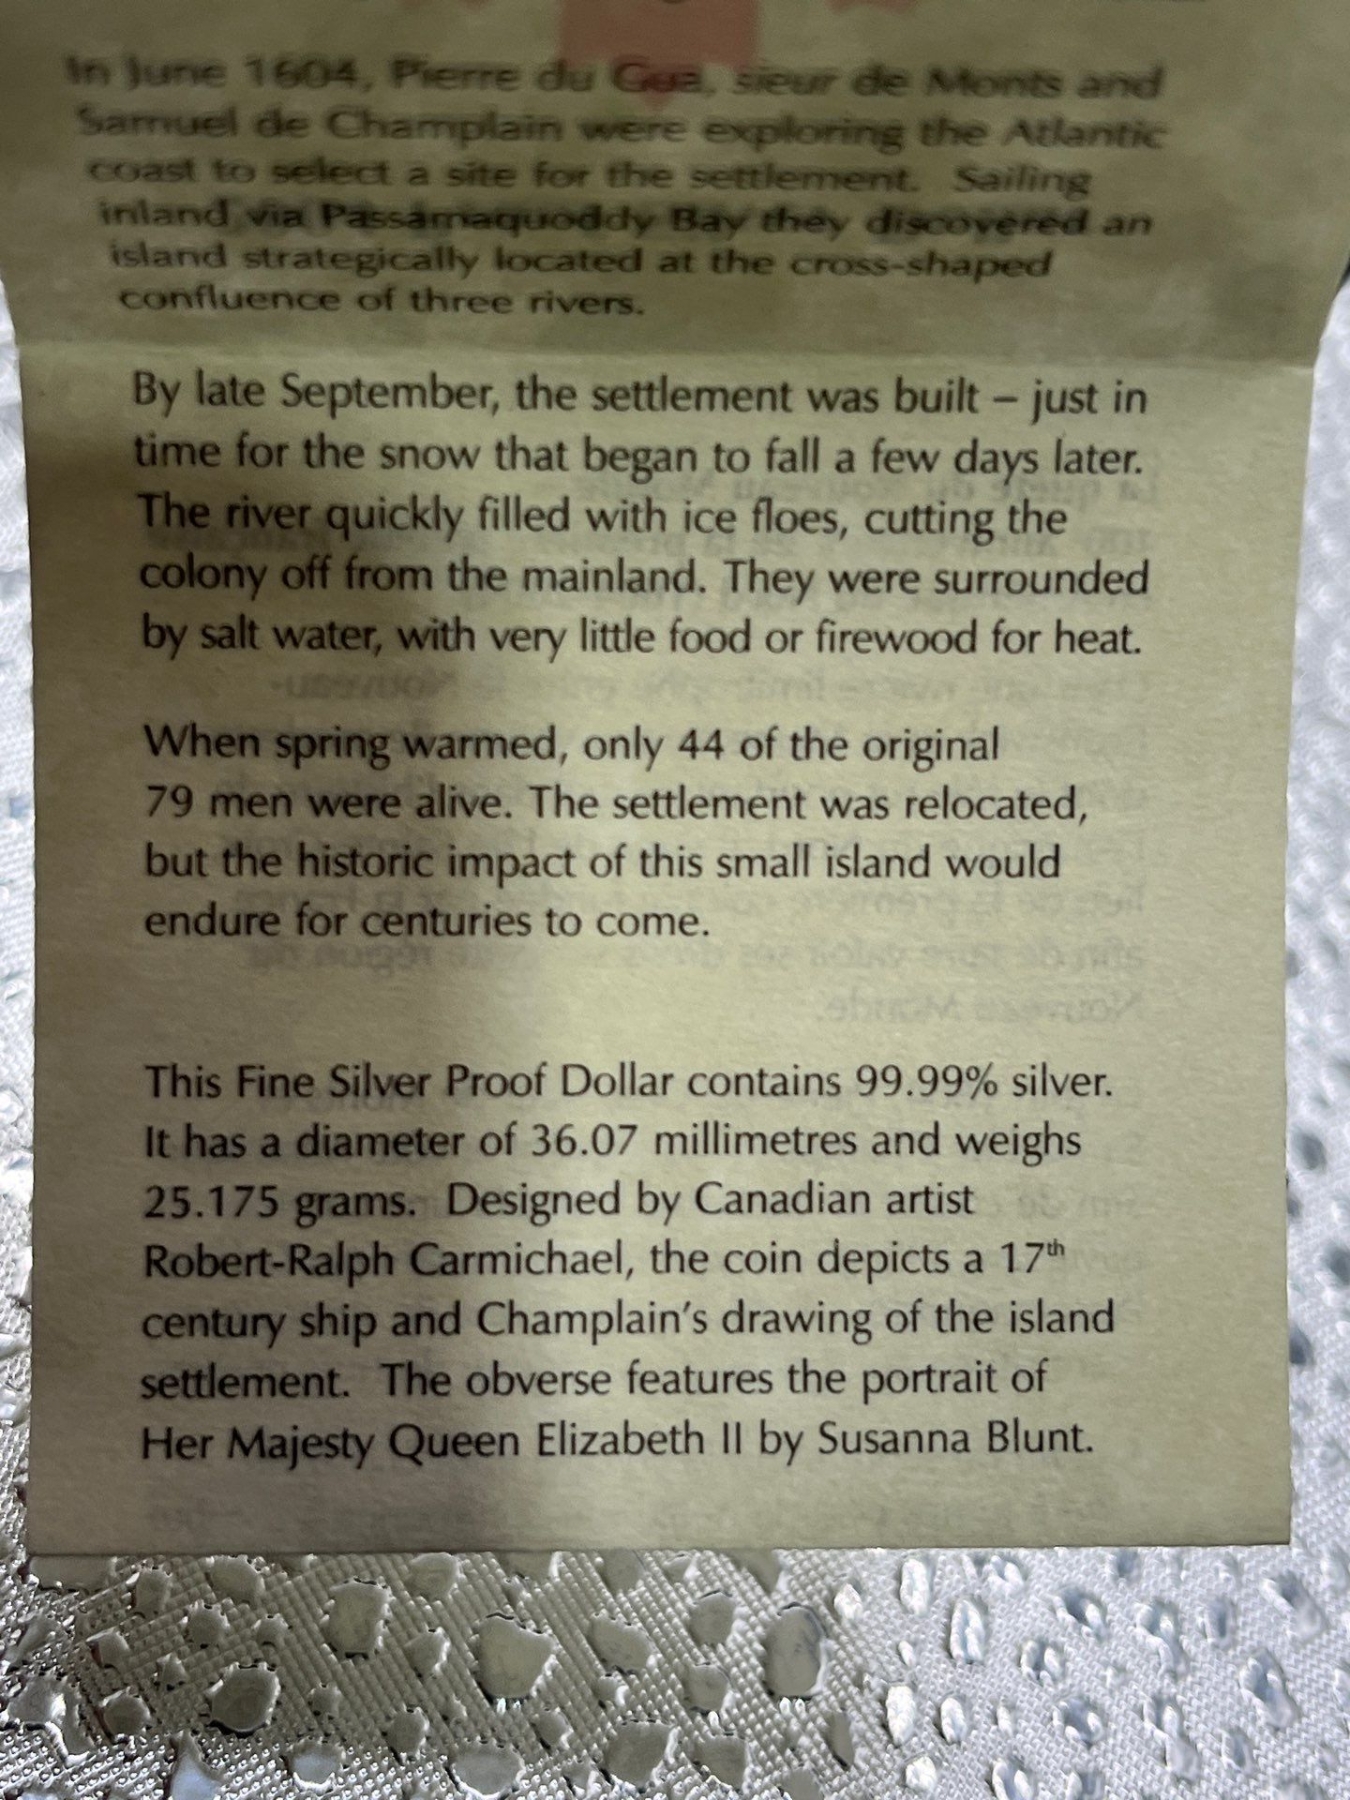 In June 1604, Pierre du Gua, sieur de Monts and
Samuel de Champlain were exploring the Atlantic
coast to select a site for the settlement. Sailing
inland via Passamaquoddy Bay they discovered an
island strategically located at the cross-shaped
confluence of three rivers.
By late September, the settlement was built – just in
time for the snow that began to fall a few days later.
The river quickly filled with ice floes, cutting the
colony off from the mainland. They were surrounded
by salt water, with very little food or firewood for heat.
When spring warmed, only 44 of the original
79 men were alive. The settlement was relocated,
but the historic impact of this small island would
endure for centuries to come.
This Fine Silver Proof Dollar contains 99.99% silver.
It has a diameter of 36.07 millimetres and weighs
25.175 grams. Designed by Canadian artist
Robert-Ralph Carmichael, the coin depicts a 17th
century ship and Champlain's drawing of the island
settlement. The obverse features the portrait of
Her Majesty Queen Elizabeth II by Susanna Blunt.